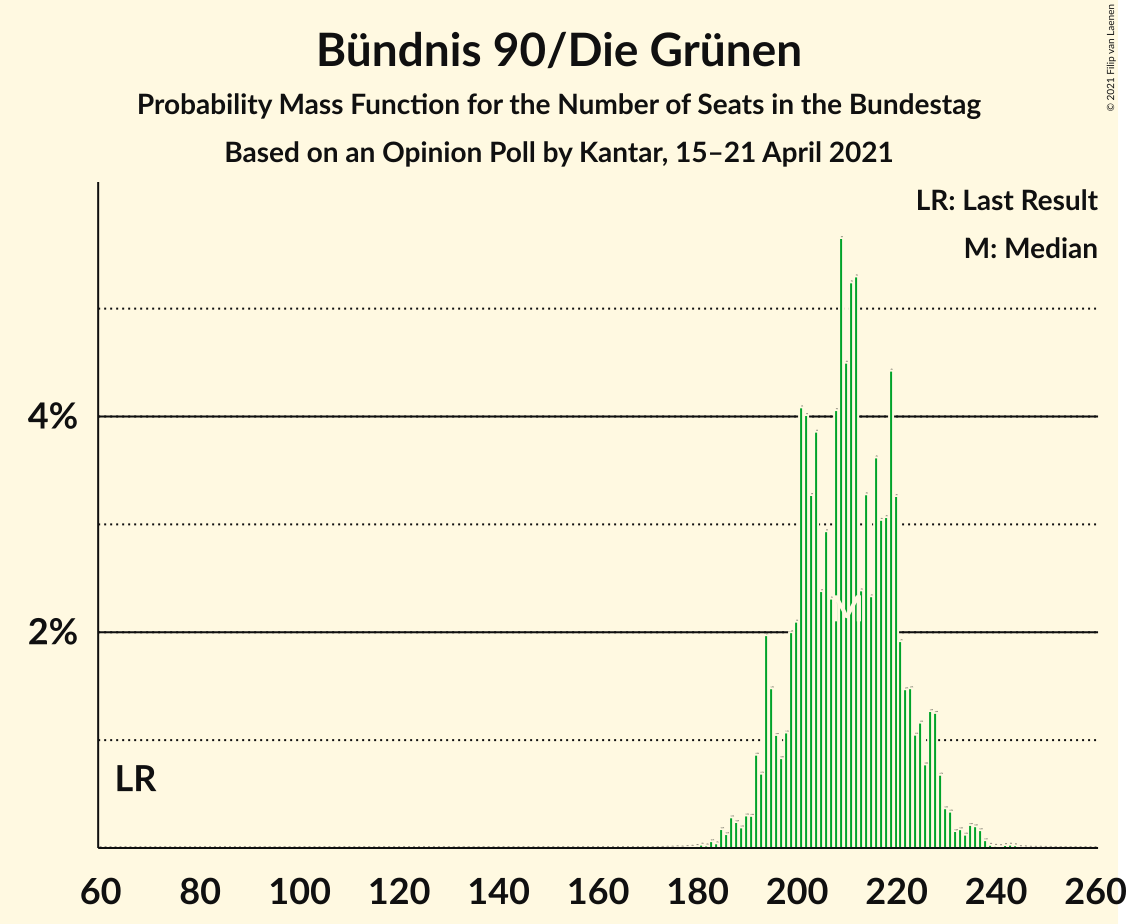 Bündnis 90/Die Grünen
Probability Mass Function for the Number of Seats in the Bundestag
Based on an Opinion Poll by Kantar, 15–21 April 2021
© 2021 Filip van Laenen
LR: Last Result
M: Median
4%
2%
LR
M
60 80 100 120 140 160 180 200 220 240 260